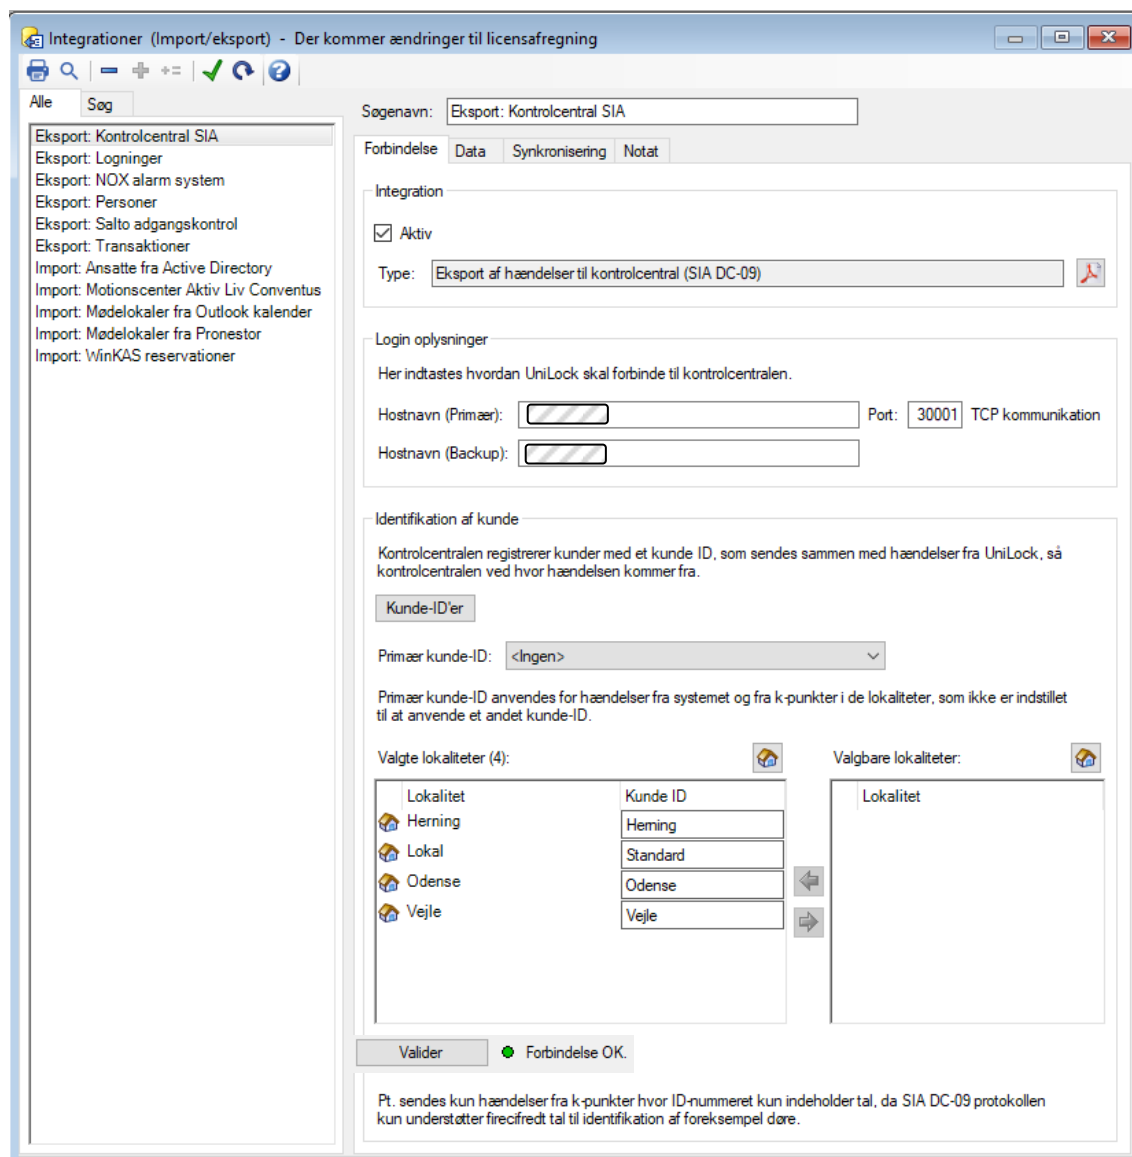 Integrationer (Import/eksport) - Der kommer ændringer til licensafregning
Alle
Søg
Eksport: Kontrolcentral SIA
Eksport: Logninger
Eksport: NOX alarm system
Eksport: Personer
Eksport: Salto adgangskontrol
Eksport: Transaktioner
Import: Ansatte fra Active Directory
Import: Motionscenter Aktiv Liv Conventus
Import: Mødelokaler fra Outlook kalender
Import: Mødelokaler fra Pronestor
Import: WinKAS reservationer
Søgenavn: Eksport: Kontrolcentral SIA
Forbindelse Data Synkronisering Notat
Integration
Aktiv
Type: Eksport af hændelser til kontrolcentral (SIA DC-09)
Login oplysninger
Her indtastes hvordan UniLock skal forbinde til kontrolcentralen.
Hostnavn (Primær): Port: 30001 TCP kommunikation
Hostnavn (Backup):
Identifikation af kunde
Kontrolcentralen registrerer kunder med et kunde ID, som sendes sammen med hændelser fra UniLock, så
kontrolcentralen ved hvor hændelsen kommer fra.
Kunde-ID'er
Primær kunde-ID: <Ingen>
Primær kunde-ID anvendes for hændelser fra systemet og fra k-punkter i de lokaliteter, som ikke er indstillet
til at anvende et andet kunde-ID.
Valgte lokaliteter (4): Valgbare lokaliteter:
Lokalitet Kunde ID Lokalitet
Herning Herning
Lokal Standard
Odense Odense
Vejle Vejle
Valider Forbindelse OK.
Pt. sendes kun hændelser fra k-punkter hvor ID-nummeret kun indeholder tal, da SIA DC-09 protokollen
kun understøtter firecifredt tal til identifikation af foreksempel døre.